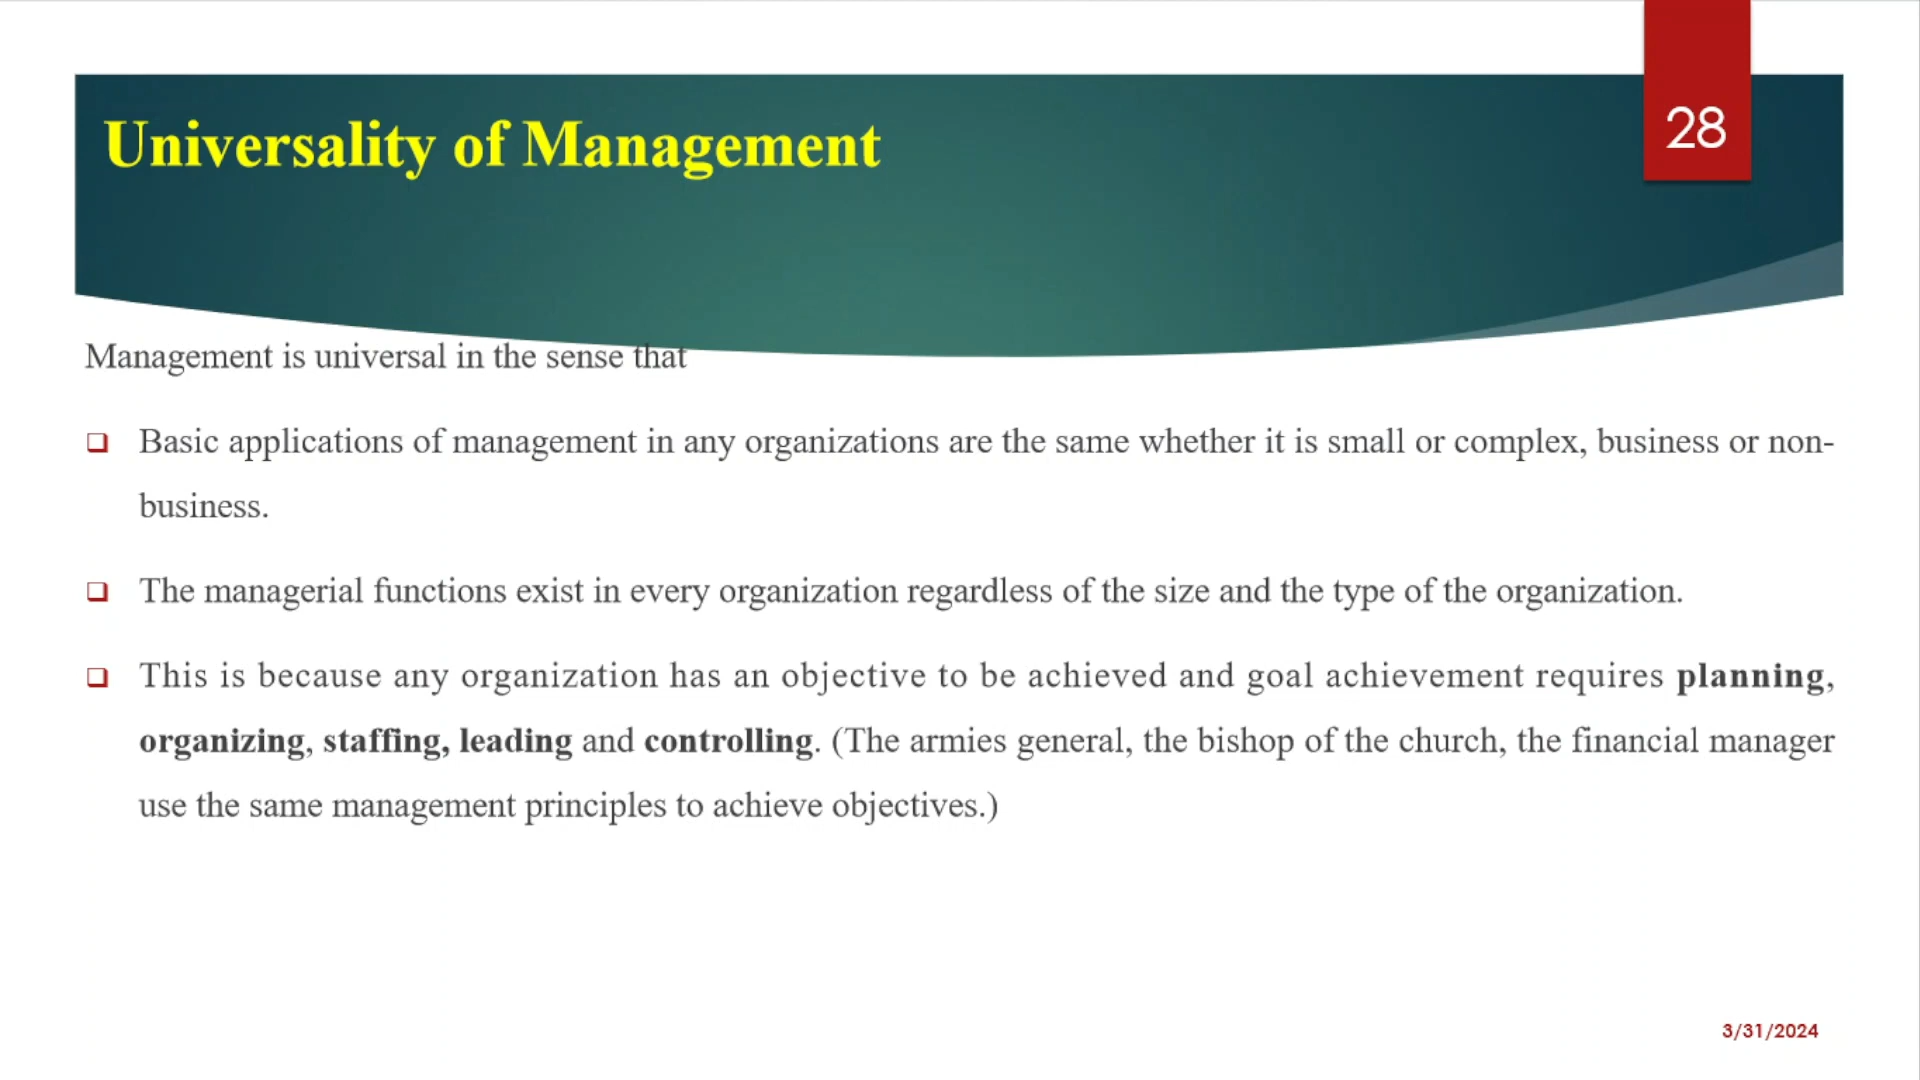 28
Universality of Management
Management is universal in the sense that
❑ Basic applications of management in any organizations are the same whether it is small or complex, business or non-
business.
❑ The managerial functions exist in every organization regardless of the size and the type of the organization.
❑ This is because any organization has an objective to be achieved and goal achievement requires planning,
organizing, staffing, leading and controlling. (The armies general, the bishop of the church, the financial manager
use the same management principles to achieve objectives.)
3/31/2024